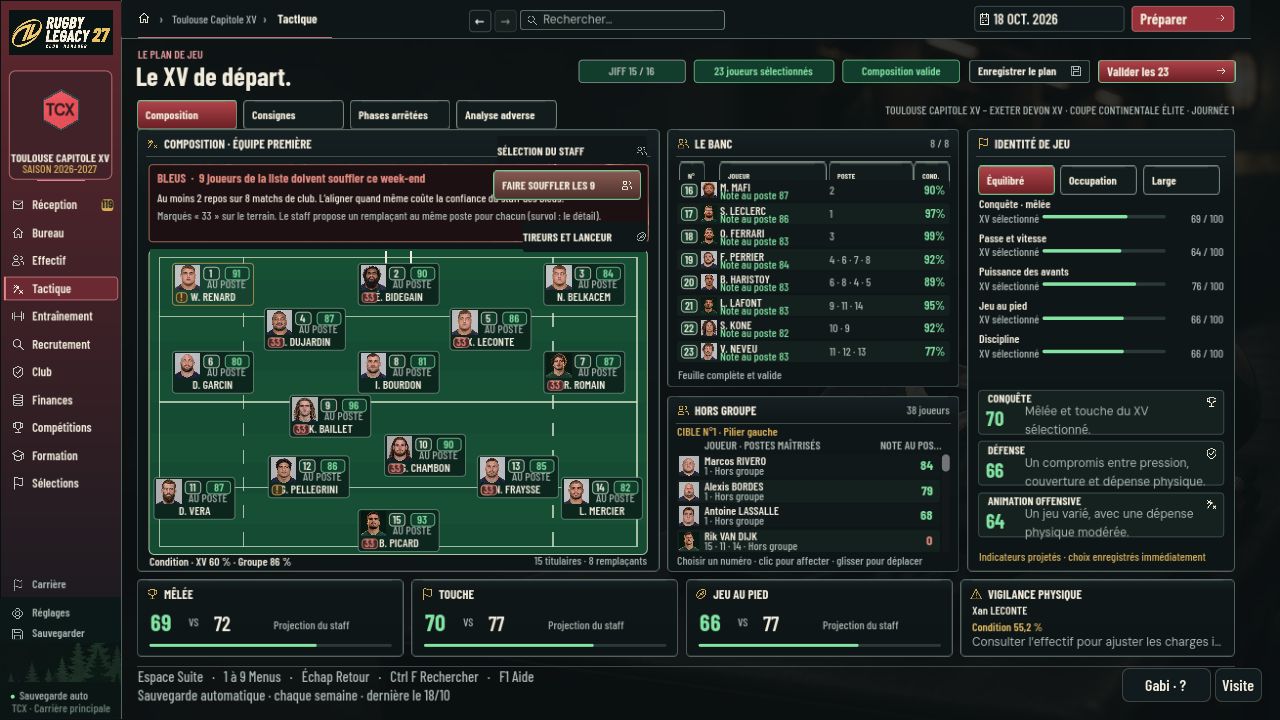 RUGBY
LEGACY 27
CLUB MANAGER
Toulouse Capitole XV › Tactique
Rechercher...
18 OCT. 2026
Préparer
TCX
TOULOUSE CAPITOLE XV
SAISON 2026-2027
LE PLAN DE JEU
Le XV de départ.
JIFF 15 / 16
23 joueurs sélectionnés
Composition valide
Enregistrer le plan
Valider les 23
Composition
Consignes
Phases arrêtées
Analyse adverse
TOULOUSE CAPITOLE XV – EXETER DEVON XV · COUPE CONTINENTALE ÉLITE · JOURNÉE 1
Réception
Bureau
Effectif
Tactique
Entraînement
Recrutement
Club
Finances
Compétitions
Formation
Sélections
Carrière
Réglages
Sauvegarder
Sauvegarde auto
TCX · Carrière principale
COMPOSITION · ÉQUIPE PREMIÈRE
SÉLECTION DU STAFF
BLEUS · 9 joueurs de la liste doivent souffler ce week-end
FAIRE SOUFFLER LES 9
Au moins 2 repos sur 8 matchs de club. L'aligner quand même coûte la confiance du staff des Bleus.
Marqués « 33 » sur le terrain. Le staff propose un remplaçant au même poste pour chacun (survol : le détail).
TIREURS ET LANCEUR
1 91
AU POSTE
! W. RENARD
2 90
AU POSTE
33 E. BIDEGAIN
3 84
AU POSTE
N. BELKACEM
4 87
AU POSTE
33 . DUJARDIN
5 86
AU POSTE
33 X. LECONTE
6 80
AU POSTE
D. GARCIN
8 81
AU POSTE
I. BOURDON
7 87
AU POSTE
33 R. ROMAIN
9 96
AU POSTE
33 K. BAILLET
10 90
AU POSTE
33 . CHAMBON
12 86
AU POSTE
! . PELLEGRINI
13 85
AU POSTE
33 . FRAYSSE
11 87
AU POSTE
D. VERA
14 82
AU POSTE
L. MERCIER
15 93
AU POSTE
33 B. PICARD
Condition · XV 60 % · Groupe 86 %
15 titulaires · 8 remplaçants
LE BANC
8 / 8
N° JOUEUR POSTE COND.
16 M. MAFI 2 90%
Note au poste 87
17 S. LECLERC 1 97%
Note au poste 86
18 O. FERRARI 3 99%
Note au poste 83
19 F. PERRIER 4 · 6 · 7 · 8 92%
Note au poste 84
20 B. HARISTOY 6 · 8 · 4 · 5 89%
Note au poste 83
21 L. LAFONT 9 · 11 · 14 95%
Note au poste 83
22 S. KONE 10 · 9 92%
Note au poste 82
23 V. NEVEU 11 · 12 · 13 77%
Note au poste 83
Feuille complète et valide
HORS GROUPE
38 joueurs
CIBLE N°1 · Pilier gauche
JOUEUR · POSTES MAÎTRISÉS NOTE AU POS...
Marcos RIVERO 84
1 · Hors groupe
Alexis BORDES 79
1 · Hors groupe
Antoine LASSALLE 68
1 · Hors groupe
Rik VAN DIJK 0
15 · 11 · 14 · Hors groupe
Choisir un numéro · clic pour affecter · glisser pour déplacer
IDENTITÉ DE JEU
Équilibré
Occupation
Large
Conquête · mêlée
XV sélectionné 69 / 100
Passe et vitesse
XV sélectionné 64 / 100
Puissance des avants
XV sélectionné 76 / 100
Jeu au pied
XV sélectionné 66 / 100
Discipline
XV sélectionné 66 / 100
CONQUÊTE
70 Mêlée et touche du XV
sélectionné.
DÉFENSE
66 Un compromis entre pression,
couverture et dépense physique.
ANIMATION OFFENSIVE
64 Un jeu varié, avec une dépense
physique modérée.
Indicateurs projetés · choix enregistrés immédiatement
MÊLÉE
69 VS 72 Projection du staff
TOUCHE
70 VS 77 Projection du staff
JEU AU PIED
66 VS 77 Projection du staff
VIGILANCE PHYSIQUE
Xan LECONTE
Condition 55,2 %
Consulter l'effectif pour ajuster les charges i...
Espace Suite · 1 à 9 Menus · Échap Retour · Ctrl F Rechercher · F1 Aide
Sauvegarde automatique · chaque semaine · dernière le 18/10
Gabi · ?
Visite